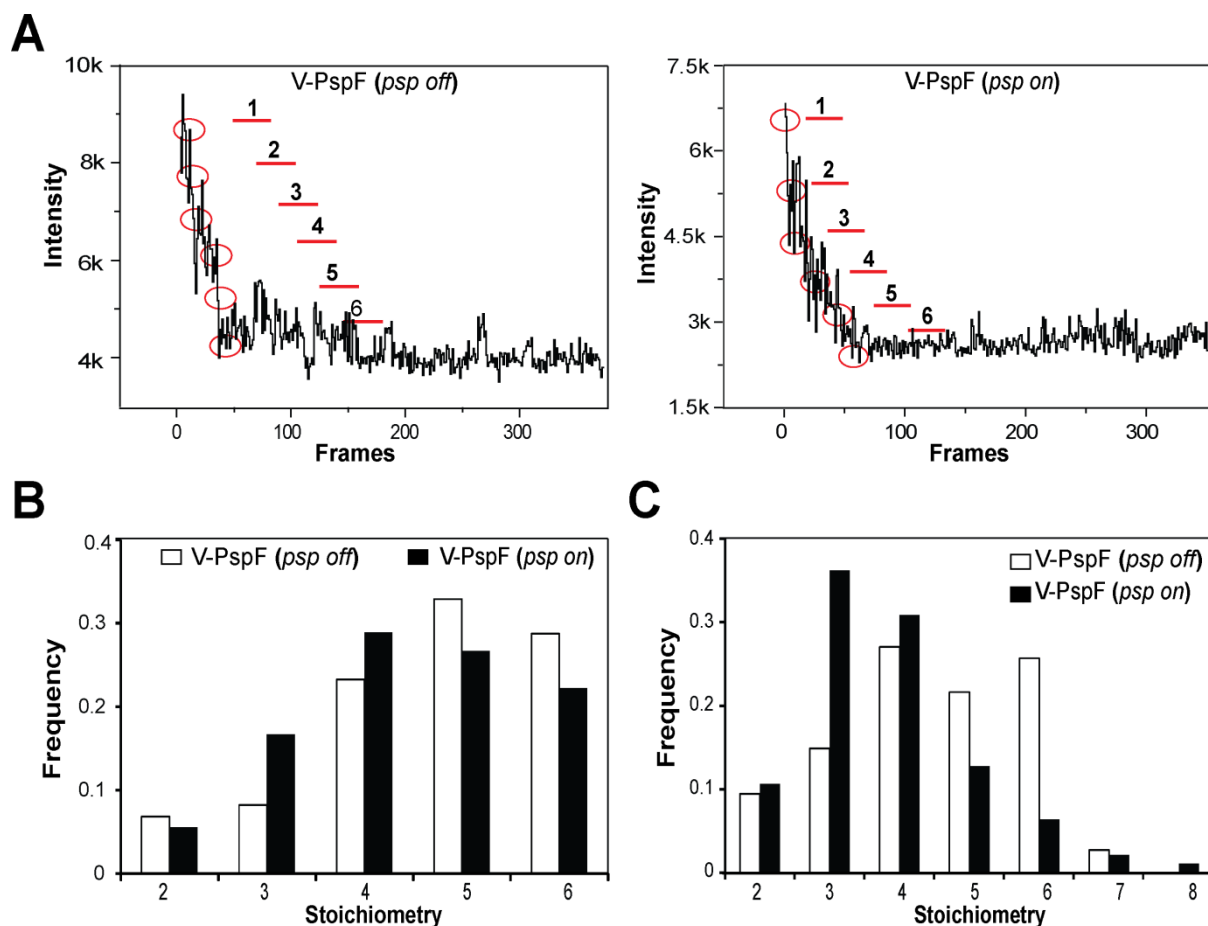 A
V-PspF (psp off)
10k
8k
6k
4k
Intensity
1
2
3
4
5
6
0
100
200
300
Frames
V-PspF (psp on)
7.5k
6k
4.5k
3k
1.5k
Intensity
1
2
3
4
5
6
0
100
200
300
Frames
B
V-PspF (psp off)
V-PspF (psp on)
0.4
0.3
0.2
0.1
0
Frequency
2 3 4 5 6
Stoichiometry
C
V-PspF (psp off)
V-PspF (psp on)
0.4
0.3
0.2
0.1
0
Frequency
2 3 4 5 6 7 8
Stoichiometry